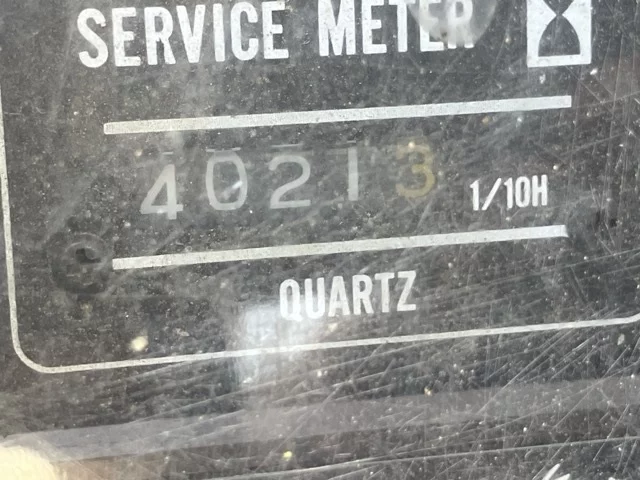 SERVICE METER
40213 1/10H
QUARTZ